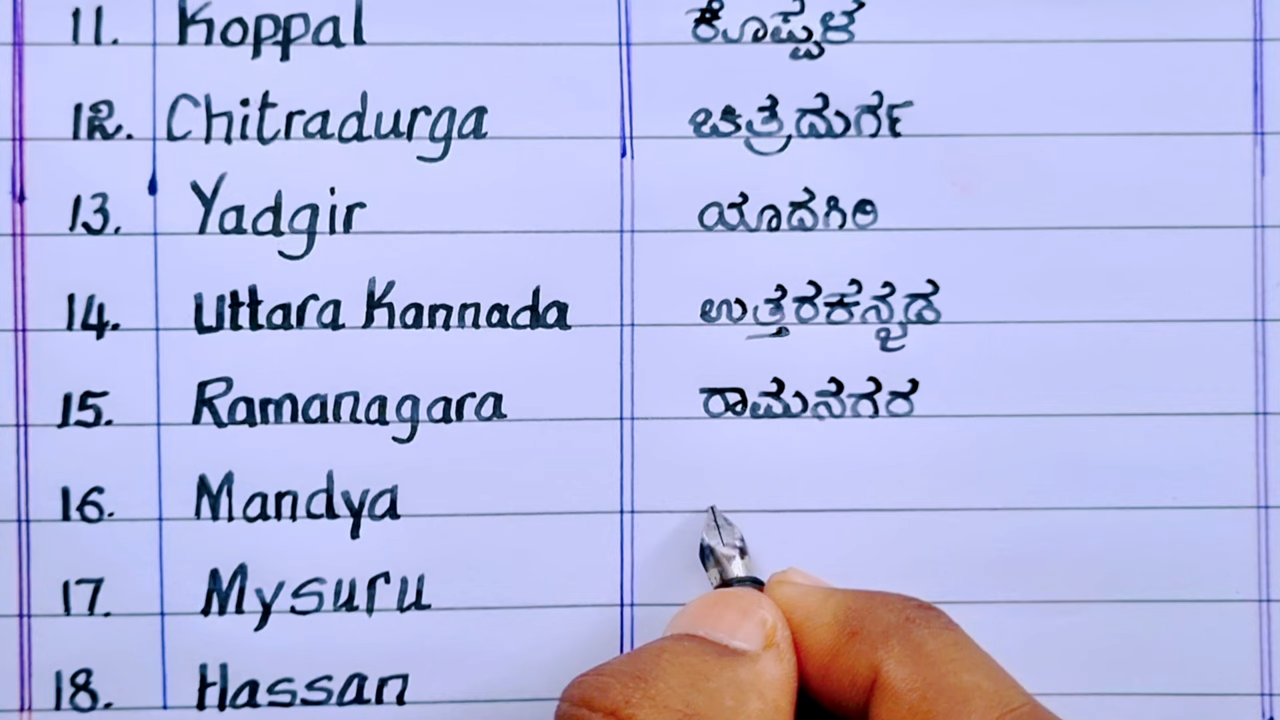 11. Koppal ಕೊಪ್ಪಳ
12. Chitradurga ಚಿತ್ರದುರ್ಗ
13. Yadgir ಯಾದಗಿರಿ
14. Uttara Kannada ಉತ್ತರಕನ್ನಡ
15. Ramanagara ರಾಮನಗರ
16. Mandya
17. Mysuru
18. Hassan